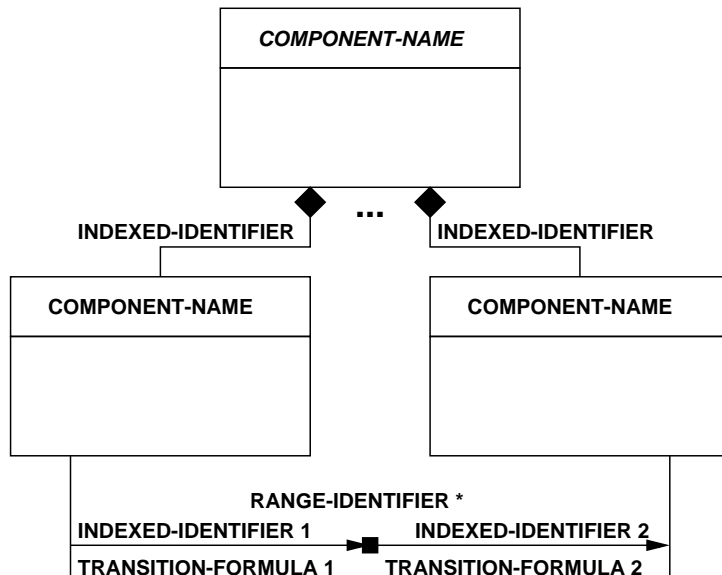 COMPONENT-NAME
...
INDEXED-IDENTIFIER INDEXED-IDENTIFIER
COMPONENT-NAME COMPONENT-NAME
RANGE-IDENTIFIER *
INDEXED-IDENTIFIER 1 INDEXED-IDENTIFIER 2
TRANSITION-FORMULA 1 TRANSITION-FORMULA 2